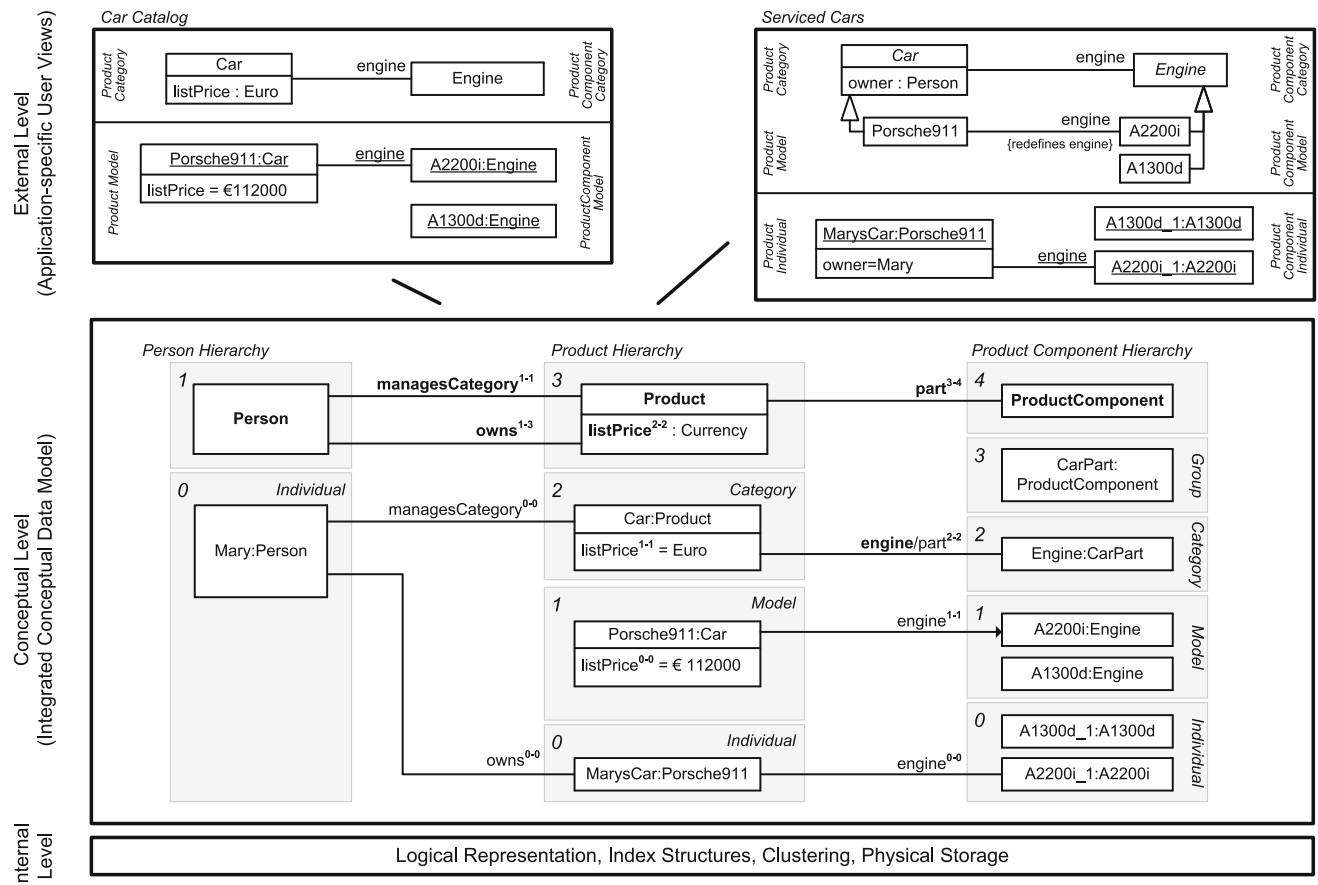 Car Catalog
Serviced Cars
External Level
(Application-specific User Views)
Product
Category
Car
listPrice : Euro
engine
Engine
Product
Component
Category
Product Model
Porsche911:Car
listPrice = €112000
engine
A2200i:Engine
A1300d:Engine
ProductComponent
Model
Product
Category
Car
owner : Person
engine
Engine
Product
Component
Category
Product
Model
Porsche911
engine
{redefines engine}
A2200i
A1300d
Product
Component
Model
Product
Individual
MarysCar:Porsche911
owner=Mary
engine
A1300d_1:A1300d
A2200i_1:A2200i
Product
Component
Individual
Conceptual Level
(Integrated Conceptual Data Model)
Person Hierarchy
Product Hierarchy
Product Component Hierarchy
1
Person
managesCategory1-1
owns1-3
3
Product
listPrice2-2 : Currency
part3-4
4
ProductComponent
3
CarPart:
ProductComponent
Group
0
Individual
Mary:Person
managesCategory0-0
2
Category
Car:Product
listPrice1-1 = Euro
engine/part2-2
2
Engine:CarPart
Category
1
Model
Porsche911:Car
listPrice0-0 = € 112000
engine1-1
1
A2200i:Engine
A1300d:Engine
Model
owns0-0
0
Individual
MarysCar:Porsche911
engine0-0
0
A1300d_1:A1300d
A2200i_1:A2200i
Individual
nternal
Level
Logical Representation, Index Structures, Clustering, Physical Storage